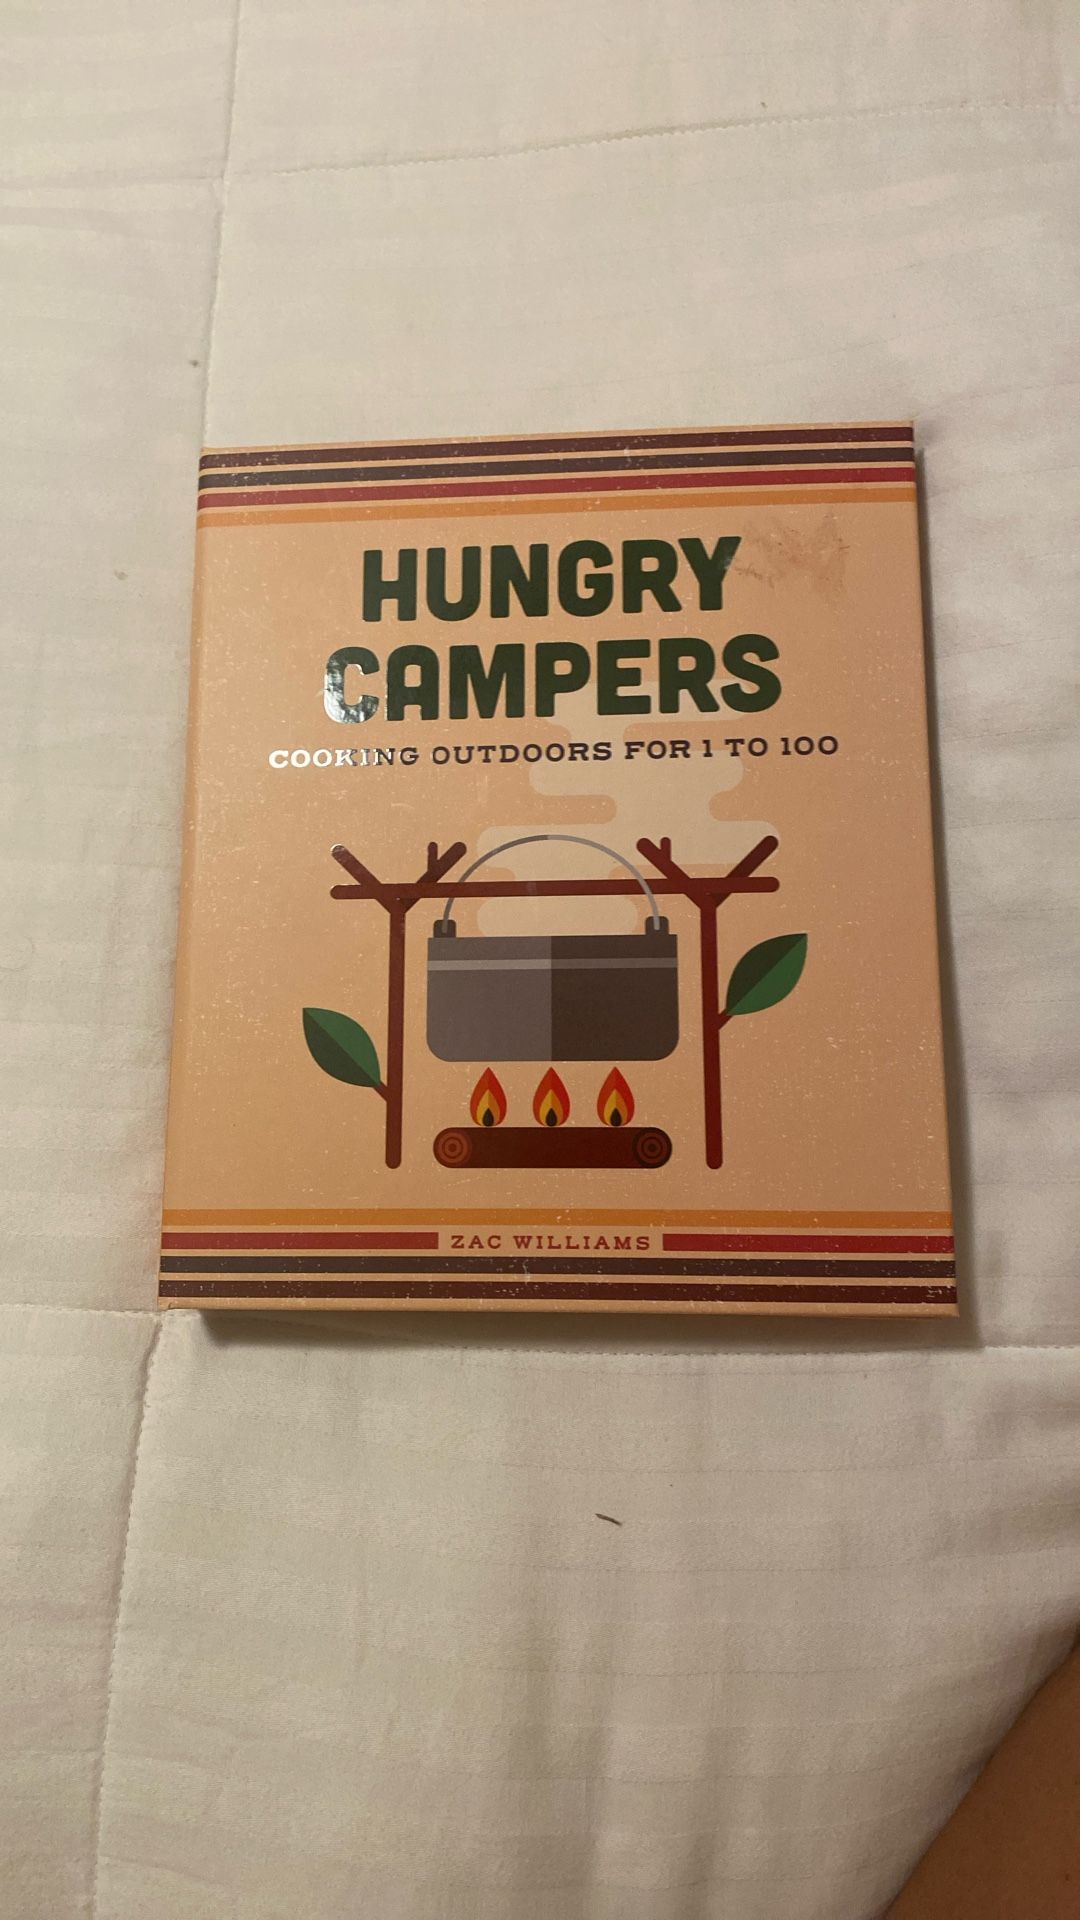 HUNGRY
CAMPERS
COOKING OUTDOORS FOR 1 TO 100
ZAC WILLIAMS